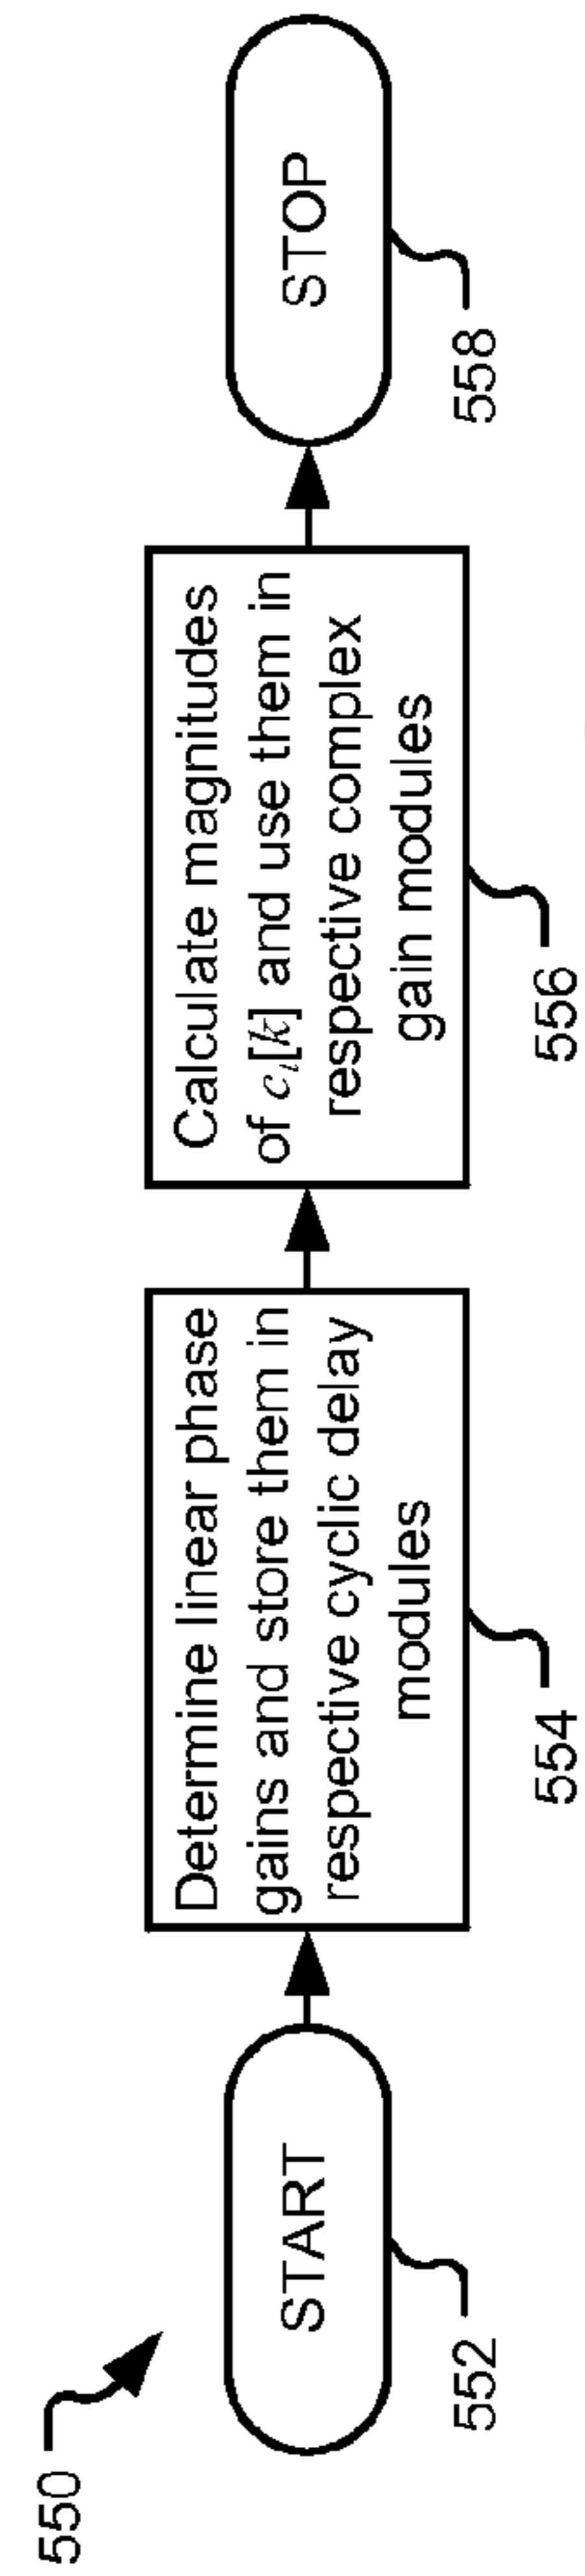 550
START
552
Determine linear phase
gains and store them in
respective cyclic delay
modules
554
Calculate magnitudes
of cᵢ[k] and use them in
respective complex
gain modules
556
STOP
558